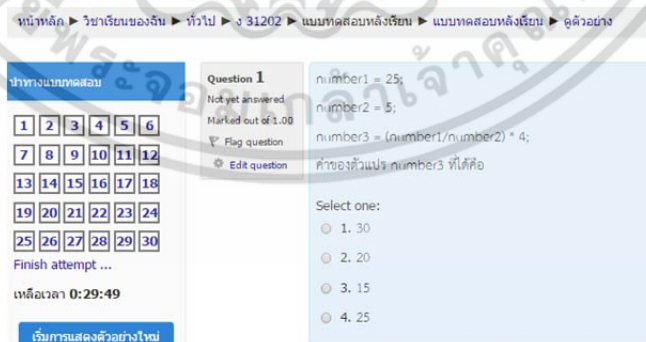 หน้าหลัก ► วิชาเรียนของฉัน ► ทั่วไป ► ง 31202 ► แบบทดสอบหลังเรียน ► แบบทดสอบหลังเรียน ► ดูตัวอย่าง
นำทางแบบทดสอบ
1 2 3 4 5 6
7 8 9 10 11 12
13 14 15 16 17 18
19 20 21 22 23 24
25 26 27 28 29 30
Finish attempt ...
เหลือเวลา 0:29:49
เริ่มการแสดงตัวอย่างใหม่
Question 1
Not yet answered
Marked out of 1.00
Flag question
Edit question
number1 = 25;
number2 = 5;
number3 = (number1/number2) * 4;
ค่าของตัวแปร number3 ที่ได้คือ
Select one:
1. 30
2. 20
3. 15
4. 25